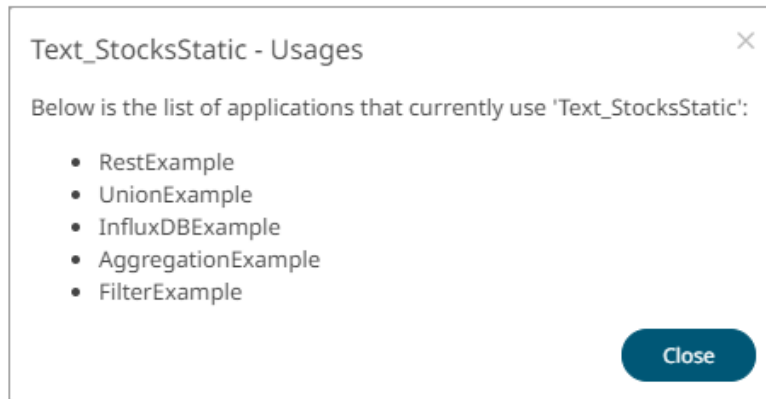 Text_StocksStatic - Usages
Below is the list of applications that currently use 'Text_StocksStatic':
• RestExample
• UnionExample
• InfluxDBExample
• AggregationExample
• FilterExample
Close